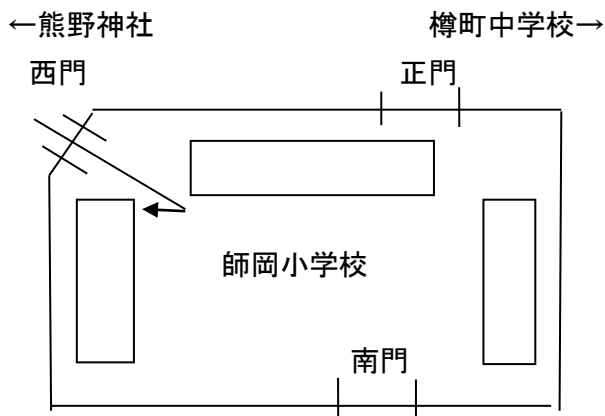 ←熊野神社
樽町中学校→
西門
正門
師岡小学校
南門